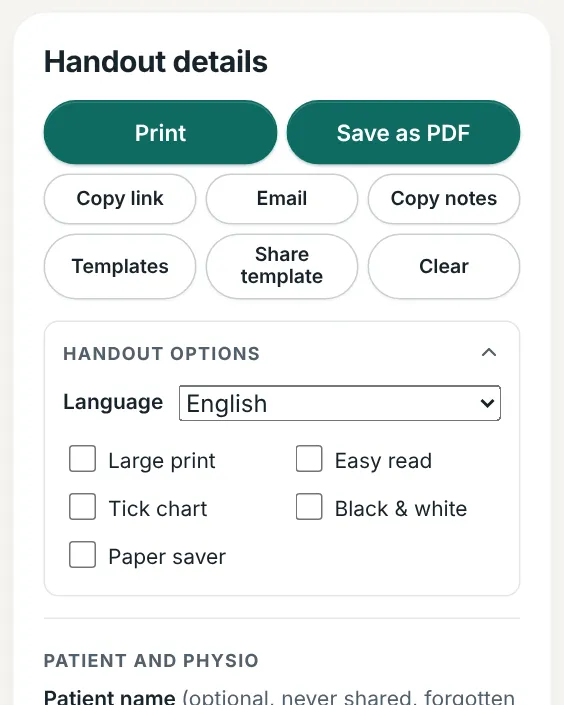 Handout details
Print
Save as PDF
Copy link
Email
Copy notes
Templates
Share
template
Clear
HANDOUT OPTIONS
Language
English
Large print
Easy read
Tick chart
Black & white
Paper saver
PATIENT AND PHYSIO
Patient name (optional, never shared, forgotten